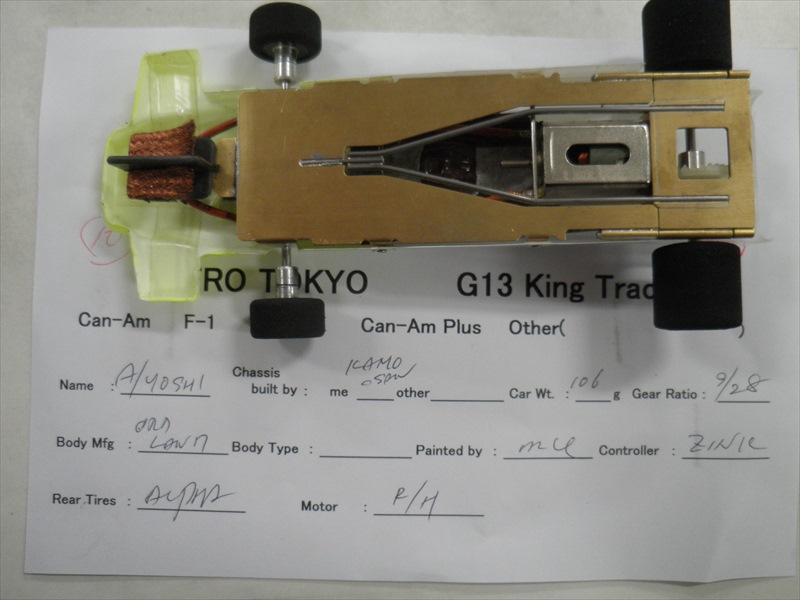 TRO TOKYO G13 King Trac
Can-Am F-1 Can-Am Plus Other( )
Name : A/YOSHI Chassis built by : me KAMO other Car Wt. : 106 g Gear Ratio : 9/28
Body Mfg : Body Type : Painted by : Controller :
Rear Tires : Motor : R/H